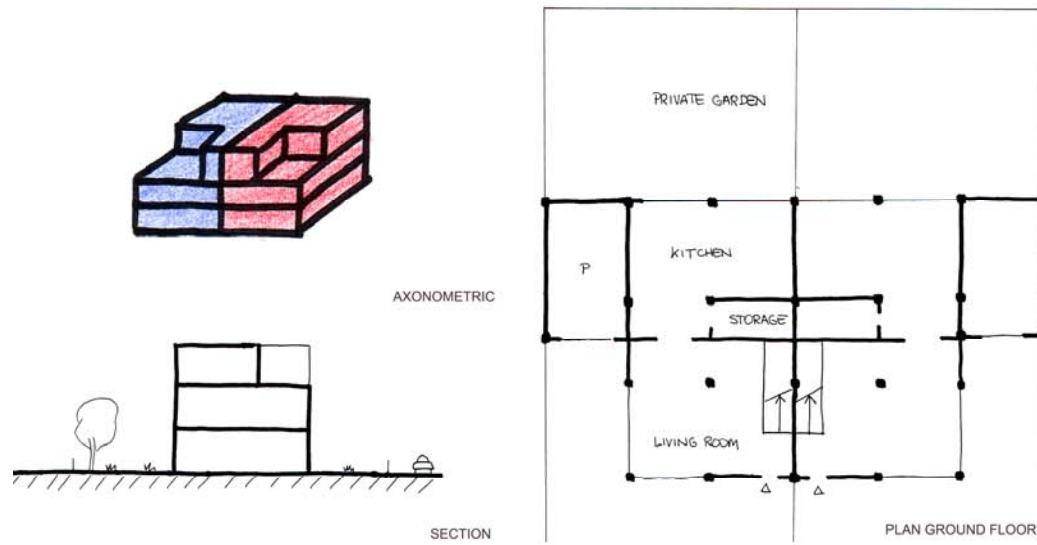 AXONOMETRIC
SECTION
PRIVATE GARDEN
KITCHEN
P
STORAGE
LIVING ROOM
PLAN GROUND FLOOR